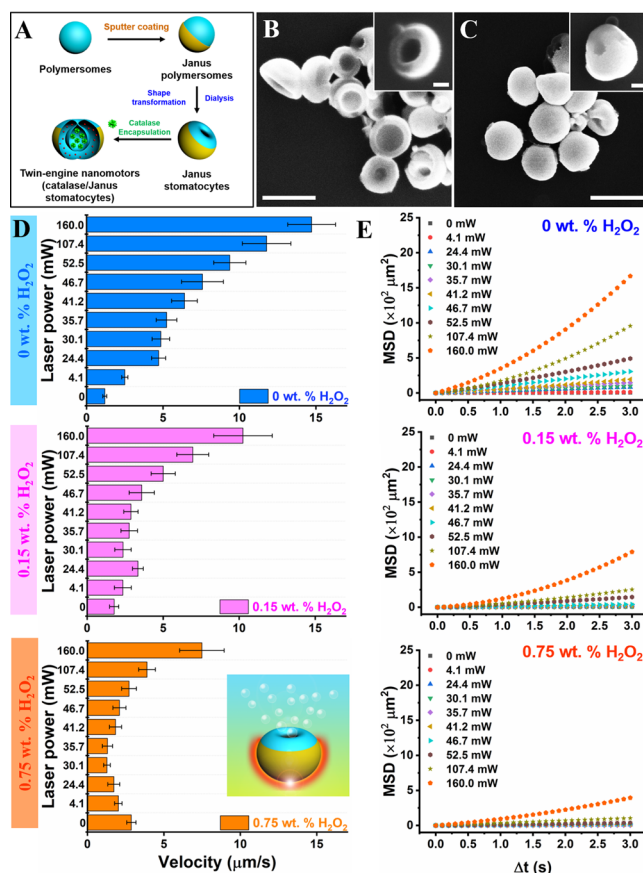 A
Sputter coating
Polymersomes
Janus
polymersomes
Shape
transformation
Dialysis
Catalase
Encapsulation
Twin-engine nanomotors
(catalase/Janus
stomatocytes)
Janus
stomatocytes
B
C
D
0 wt. % H₂O₂
Laser power (mW)
160.0
107.4
52.5
46.7
41.2
35.7
30.1
24.4
4.1
0
0 wt. % H₂O₂
0 5 10 15
0.15 wt. % H₂O₂
Laser power (mW)
160.0
107.4
52.5
46.7
41.2
35.7
30.1
24.4
4.1
0
0.15 wt. % H₂O₂
0 5 10 15
0.75 wt. % H₂O₂
Laser power (mW)
160.0
107.4
52.5
46.7
41.2
35.7
30.1
24.4
4.1
0
0.75 wt. % H₂O₂
0 5 10 15
Velocity (μm/s)
E
0 wt. % H₂O₂
MSD (×10² μm²)
25
20
15
10
5
0
0 mW
4.1 mW
24.4 mW
30.1 mW
35.7 mW
41.2 mW
46.7 mW
52.5 mW
107.4 mW
160.0 mW
0.0 0.5 1.0 1.5 2.0 2.5 3.0
0.15 wt. % H₂O₂
MSD (×10² μm²)
25
20
15
10
5
0
0 mW
4.1 mW
24.4 mW
30.1 mW
35.7 mW
41.2 mW
46.7 mW
52.5 mW
107.4 mW
160.0 mW
0.0 0.5 1.0 1.5 2.0 2.5 3.0
0.75 wt. % H₂O₂
MSD (×10² μm²)
25
20
15
10
5
0
0 mW
4.1 mW
24.4 mW
30.1 mW
35.7 mW
41.2 mW
46.7 mW
52.5 mW
107.4 mW
160.0 mW
0.0 0.5 1.0 1.5 2.0 2.5 3.0
Δt (s)